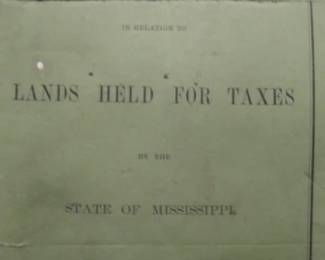 IN RELATION TO
LANDS HELD FOR TAXES
BY THE
STATE OF MISSISSIPPI.